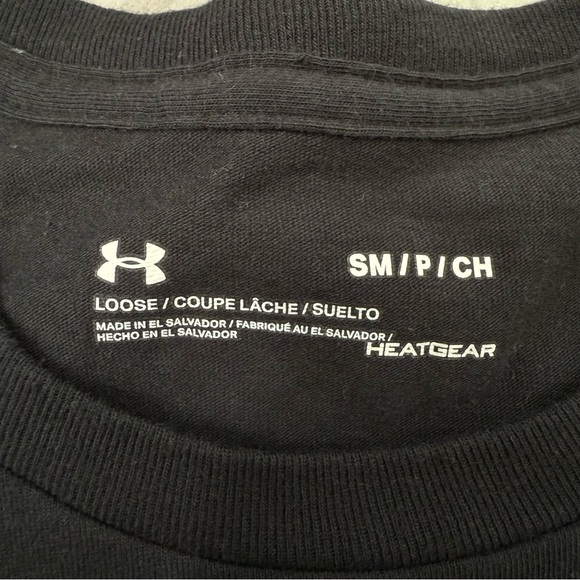 SM / P / CH
LOOSE / COUPE LÂCHE / SUELTO
MADE IN EL SALVADOR / FABRIQUÉ AU EL SALVADOR /
HECHO EN EL SALVADOR
HEATGEAR